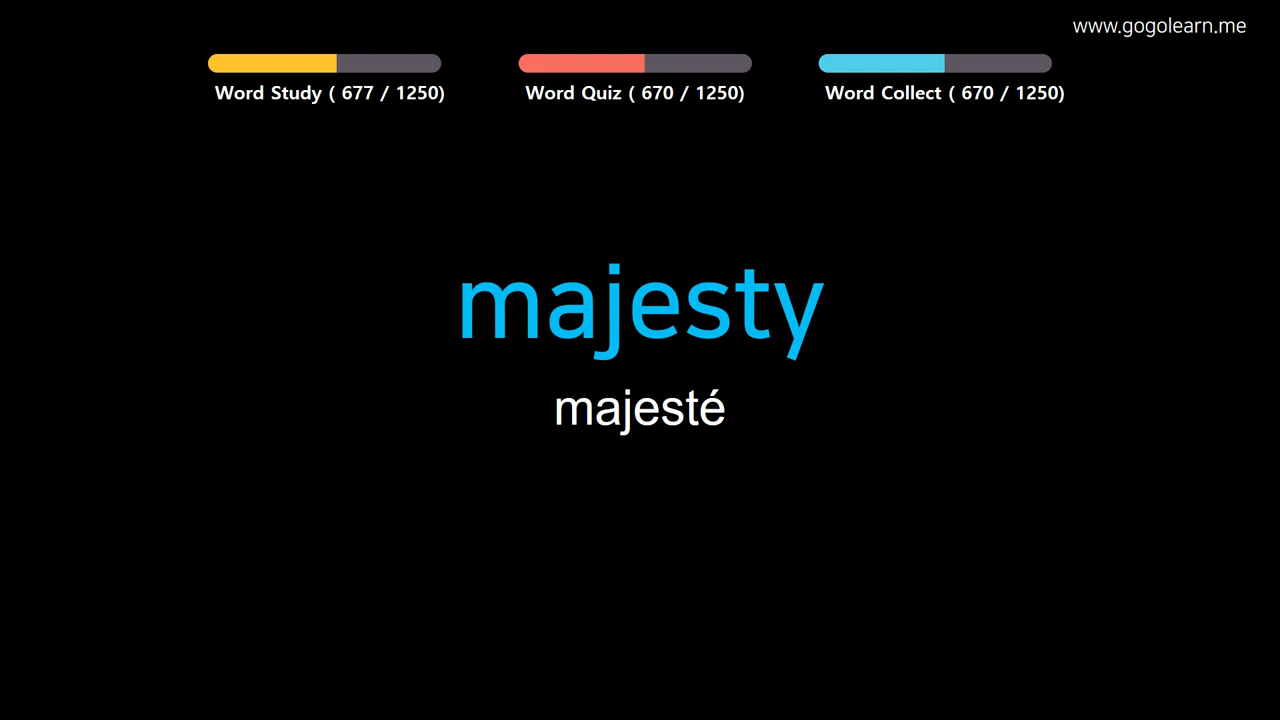 www.gogolearn.me
Word Study ( 677 / 1250)
Word Quiz ( 670 / 1250)
Word Collect ( 670 / 1250)
majesty
majesté